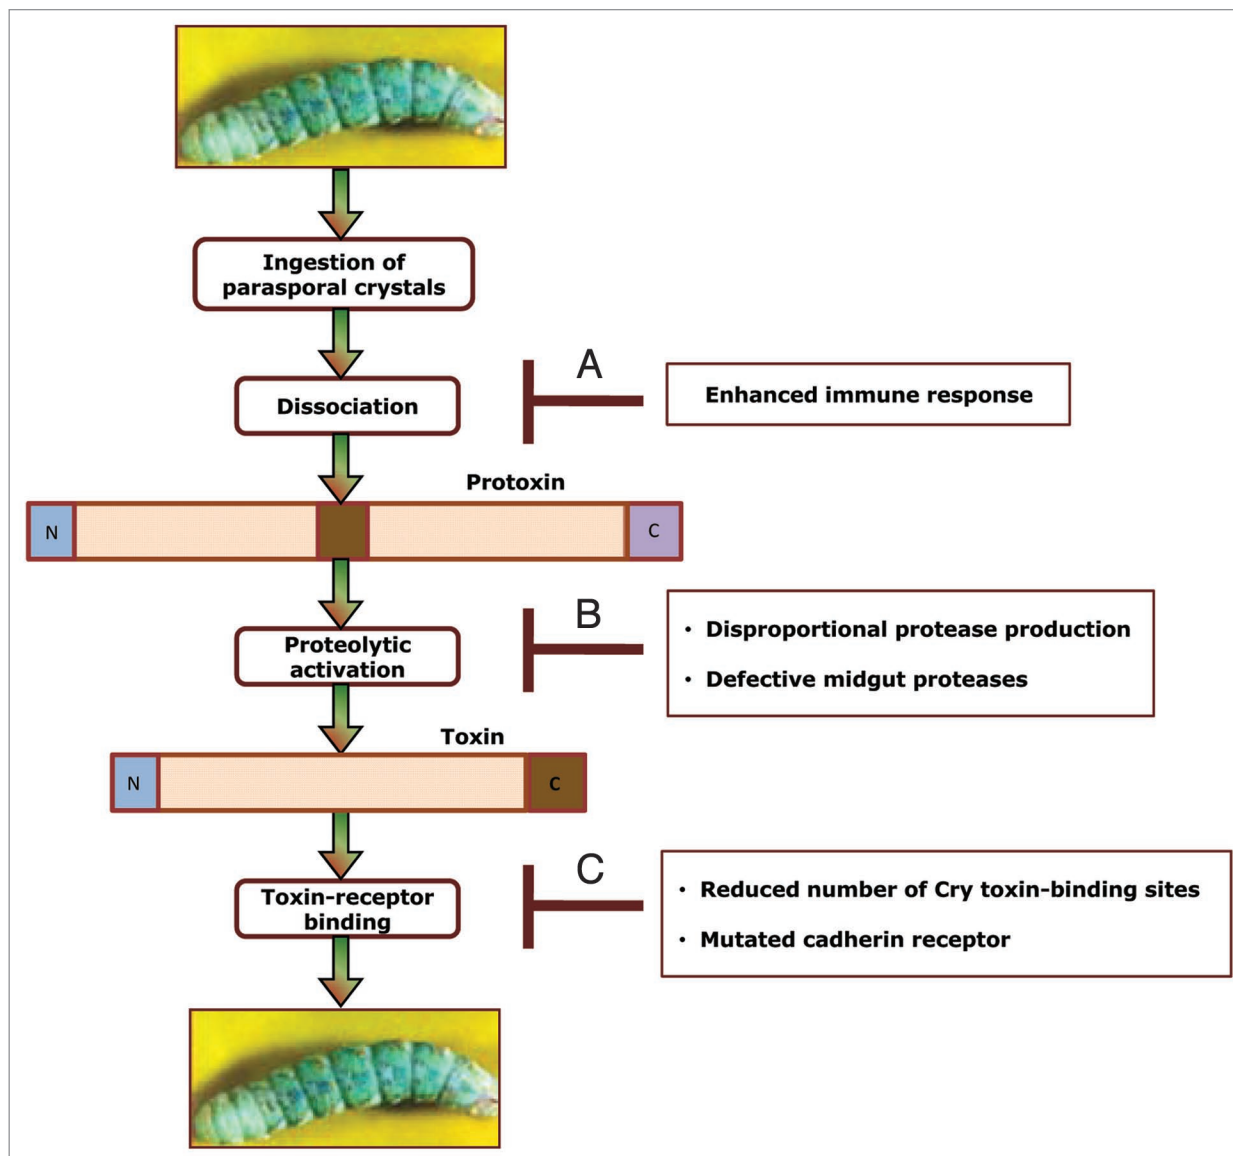 Ingestion of
parasporal crystals
A
Dissociation
Enhanced immune response
Protoxin
N
C
B
Proteolytic
activation
• Disproportional protease production
• Defective midgut proteases
Toxin
N
C
C
Toxin-receptor
binding
• Reduced number of Cry toxin-binding sites
• Mutated cadherin receptor